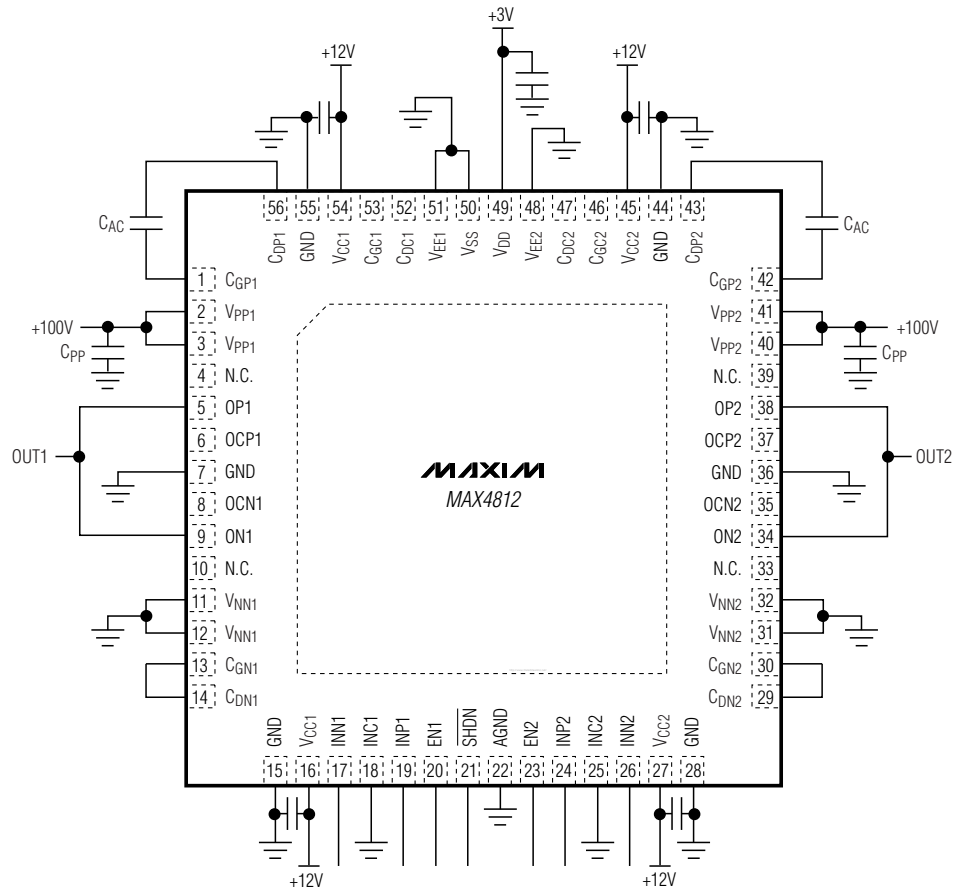 +3V
+12V
+12V
56 55 54 53 52 51 50 49 48 47 46 45 44 43
CDP1 GND VCC1 CGC1 CDC1 VEE1 VSS VDD VEE2 CDC2 CGC2 VCC2 GND CDP2
CAC
CAC
1 CGP1
CGP2 42
2 VPP1
VPP2 41
+100V
+100V
CPP
CPP
3 VPP1
VPP2 40
4 N.C.
N.C. 39
5 OP1
OP2 38
6 OCP1
OCP2 37
OUT1
OUT2
7 GND
GND 36
MAXIM
MAX4812
8 OCN1
OCN2 35
9 ON1
ON2 34
10 N.C.
N.C. 33
11 VNN1
VNN2 32
12 VNN1
VNN2 31
13 CGN1
CGN2 30
14 CDN1
CDN2 29
GND VCC1 INN1 INC1 INP1 EN1 SHDN AGND EN2 INP2 INC2 INN2 VCC2 GND
15 16 17 18 19 20 21 22 23 24 25 26 27 28
+12V
+12V